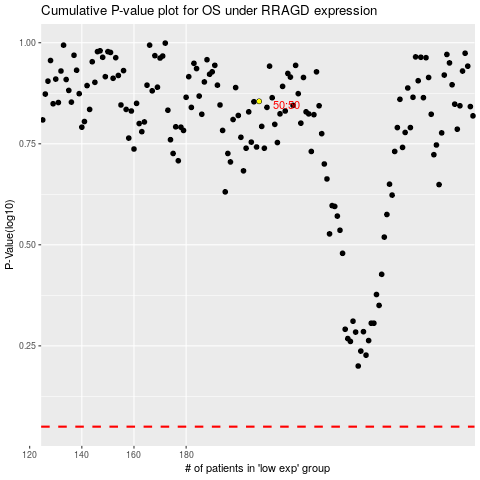 Cumulative P-value plot for OS under RRAGD expression
P-Value(log10)
1.00
0.75
0.50
0.25
50:50
120 140 160 180
# of patients in 'low exp' group